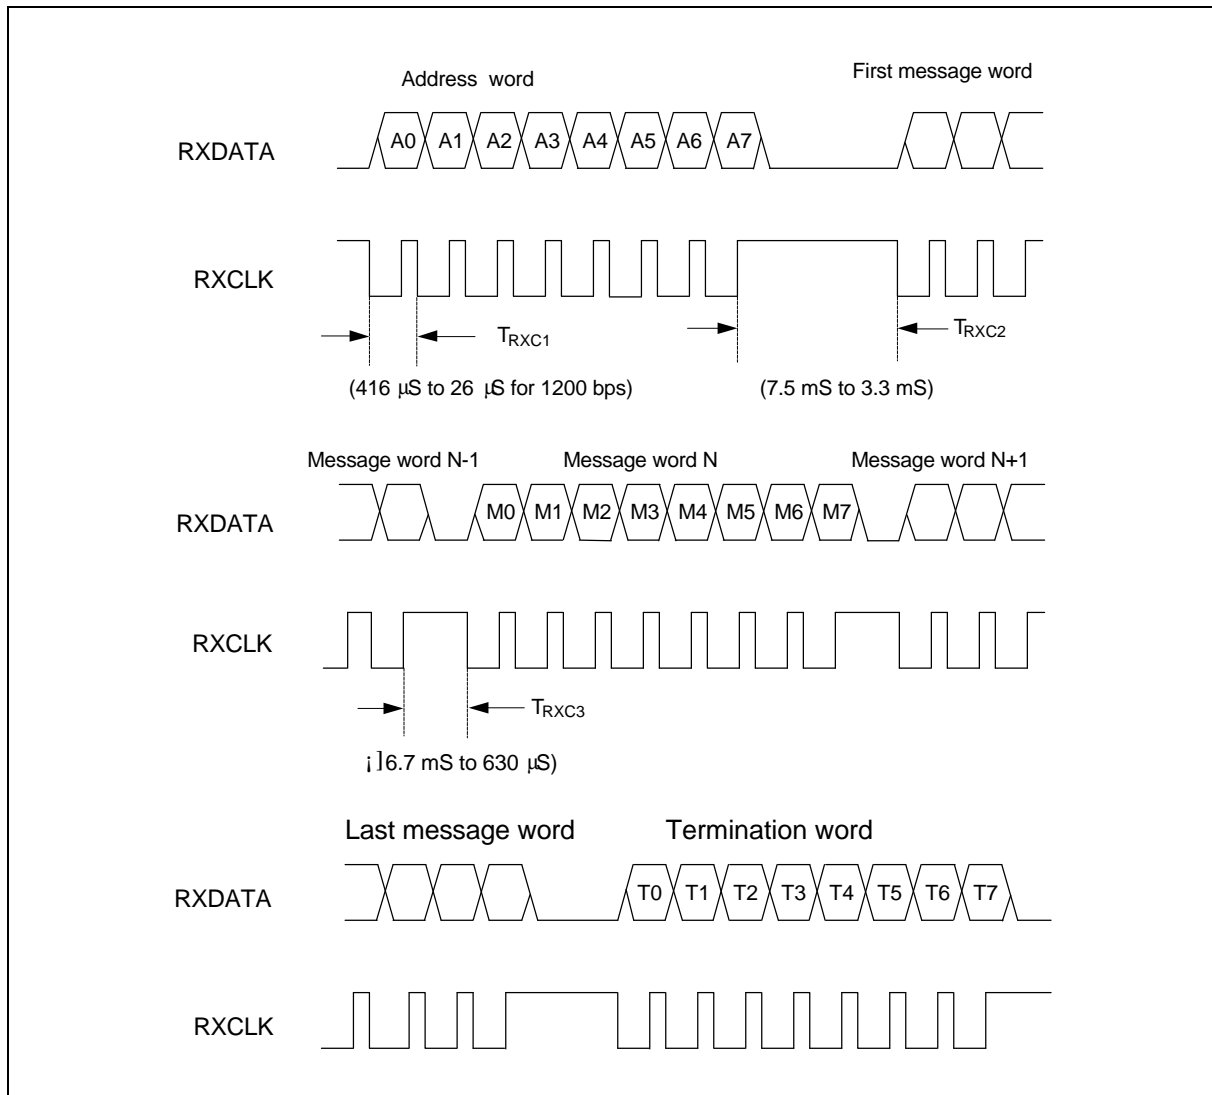 Address word
First message word
RXDATA
A0 A1 A2 A3 A4 A5 A6 A7
RXCLK
TRXC1
TRXC2
(416 µS to 26 µS for 1200 bps)
(7.5 mS to 3.3 mS)
Message word N-1
Message word N
Message word N+1
RXDATA
M0 M1 M2 M3 M4 M5 M6 M7
RXCLK
TRXC3
¡]6.7 mS to 630 µS)
Last message word
Termination word
RXDATA
T0 T1 T2 T3 T4 T5 T6 T7
RXCLK